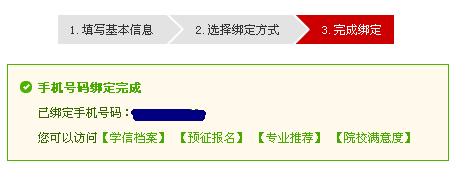 1. 填写基本信息 2. 选择绑定方式 3. 完成绑定
手机号码绑定完成
已绑定手机号码：
您可以访问【学信档案】 【预征报名】 【专业推荐】 【院校满意度】